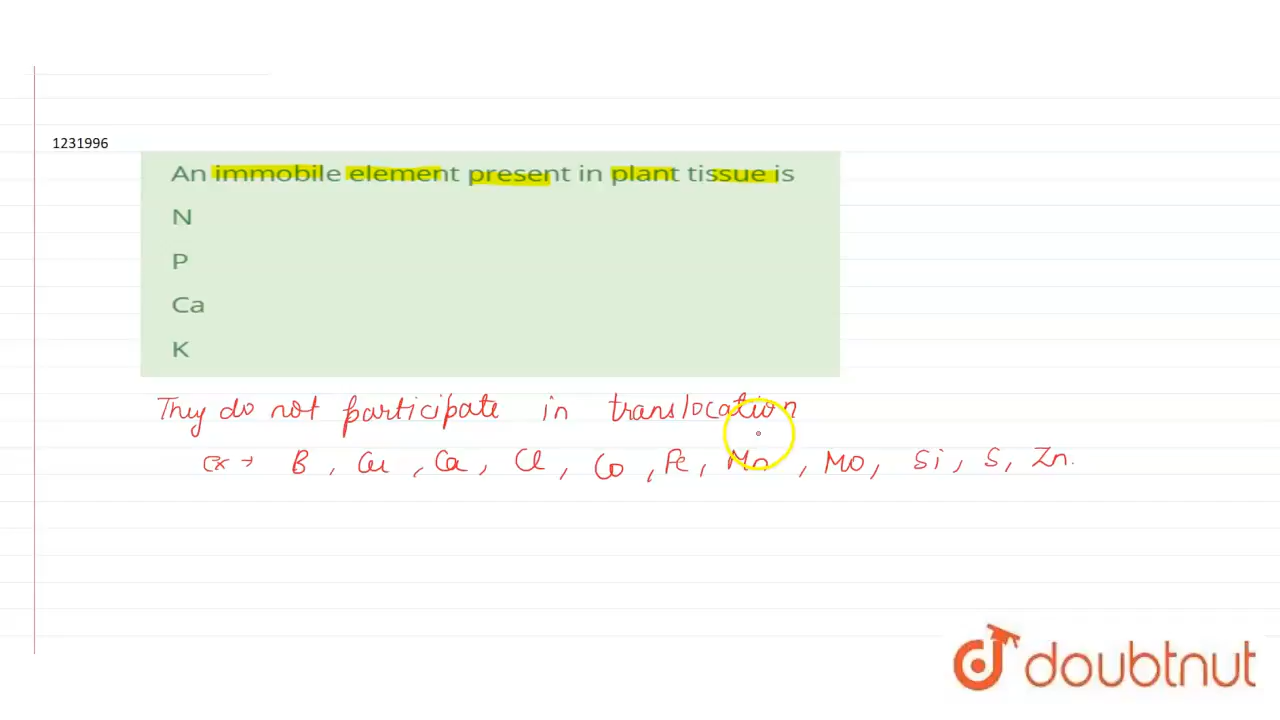 1231996
An immobile element present in plant tissue is
N
P
Ca
K
They do not participate in translocation
ex → B, Cu, Ca, Cl, Co, Fe, Mn, Mo, Si, S, Zn.
doubtnut